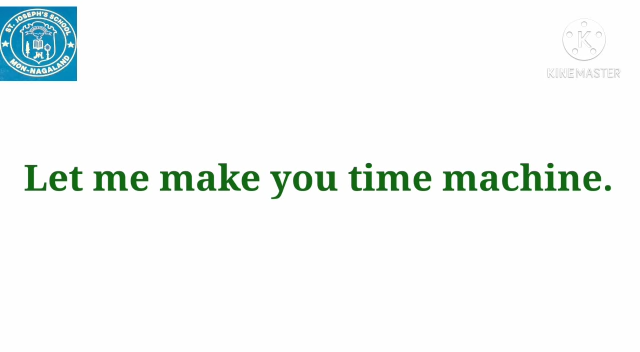 ST. JOSEPH'S SCHOOL
MON-NAGALAND
K
KINEMASTER
Let me make you time machine.